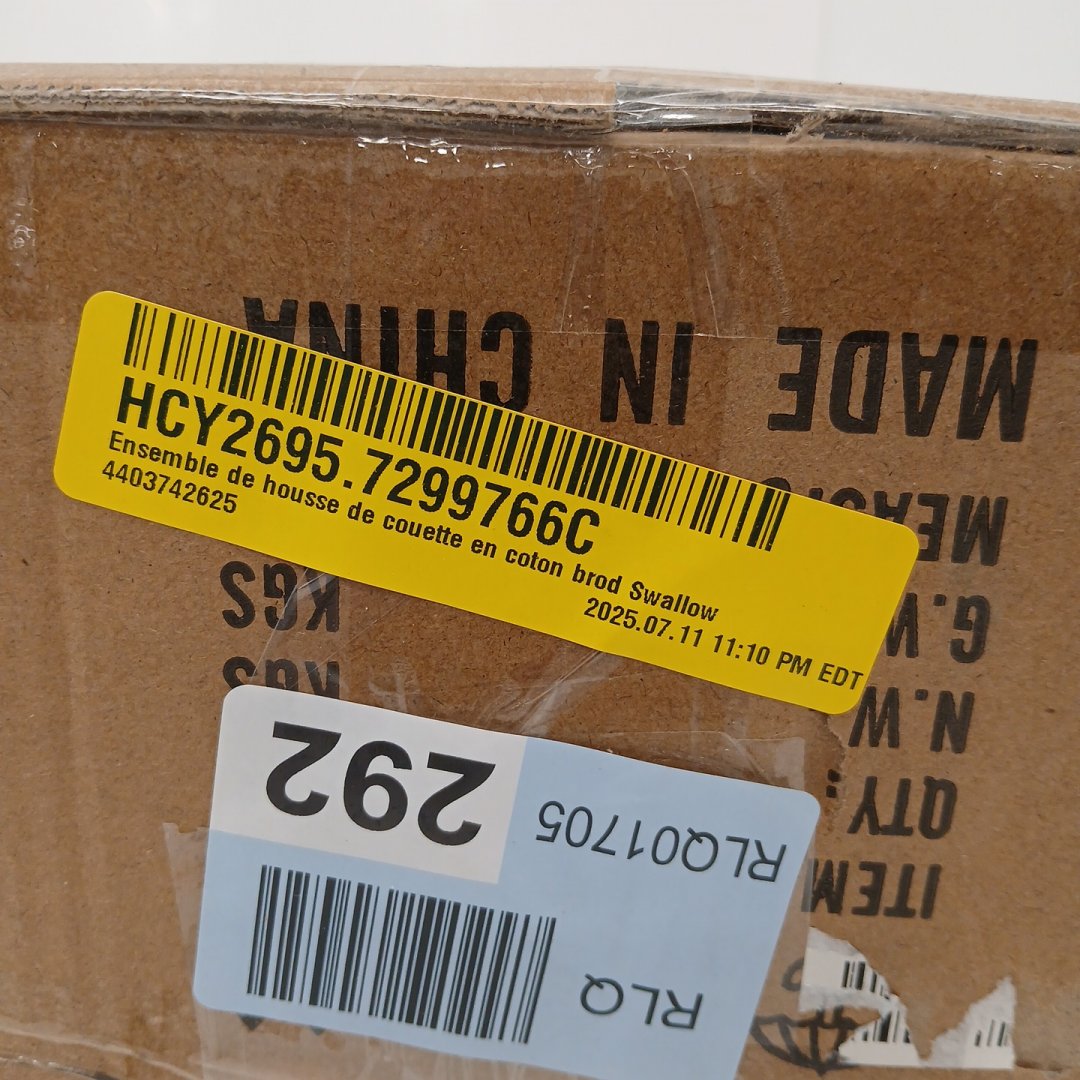 HCY2695.7299766C
Ensemble de housse de couette en coton brod Swallow
4403742625
2025.07.11 11:10 PM EDT
RLQ
RLQ01705
292
ITEM
QTY:
N.W
KGS
G.W
KGS
MADE IN CHINA